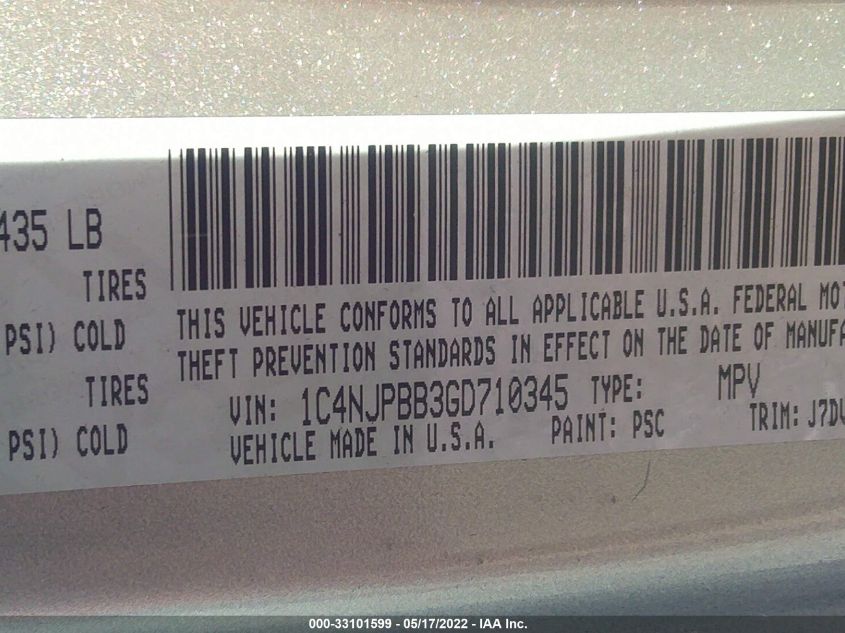 435 LB
TIRES
PSI) COLD
TIRES
PSI) COLD
THIS VEHICLE CONFORMS TO ALL APPLICABLE U.S.A. FEDERAL MOT
THEFT PREVENTION STANDARDS IN EFFECT ON THE DATE OF MANUFA
VIN: 1C4NJPBB3GD710345 TYPE: MPV
VEHICLE MADE IN U.S.A. PAINT: PSC TRIM:
000-33101599 - 05/17/2022 - IAA Inc.